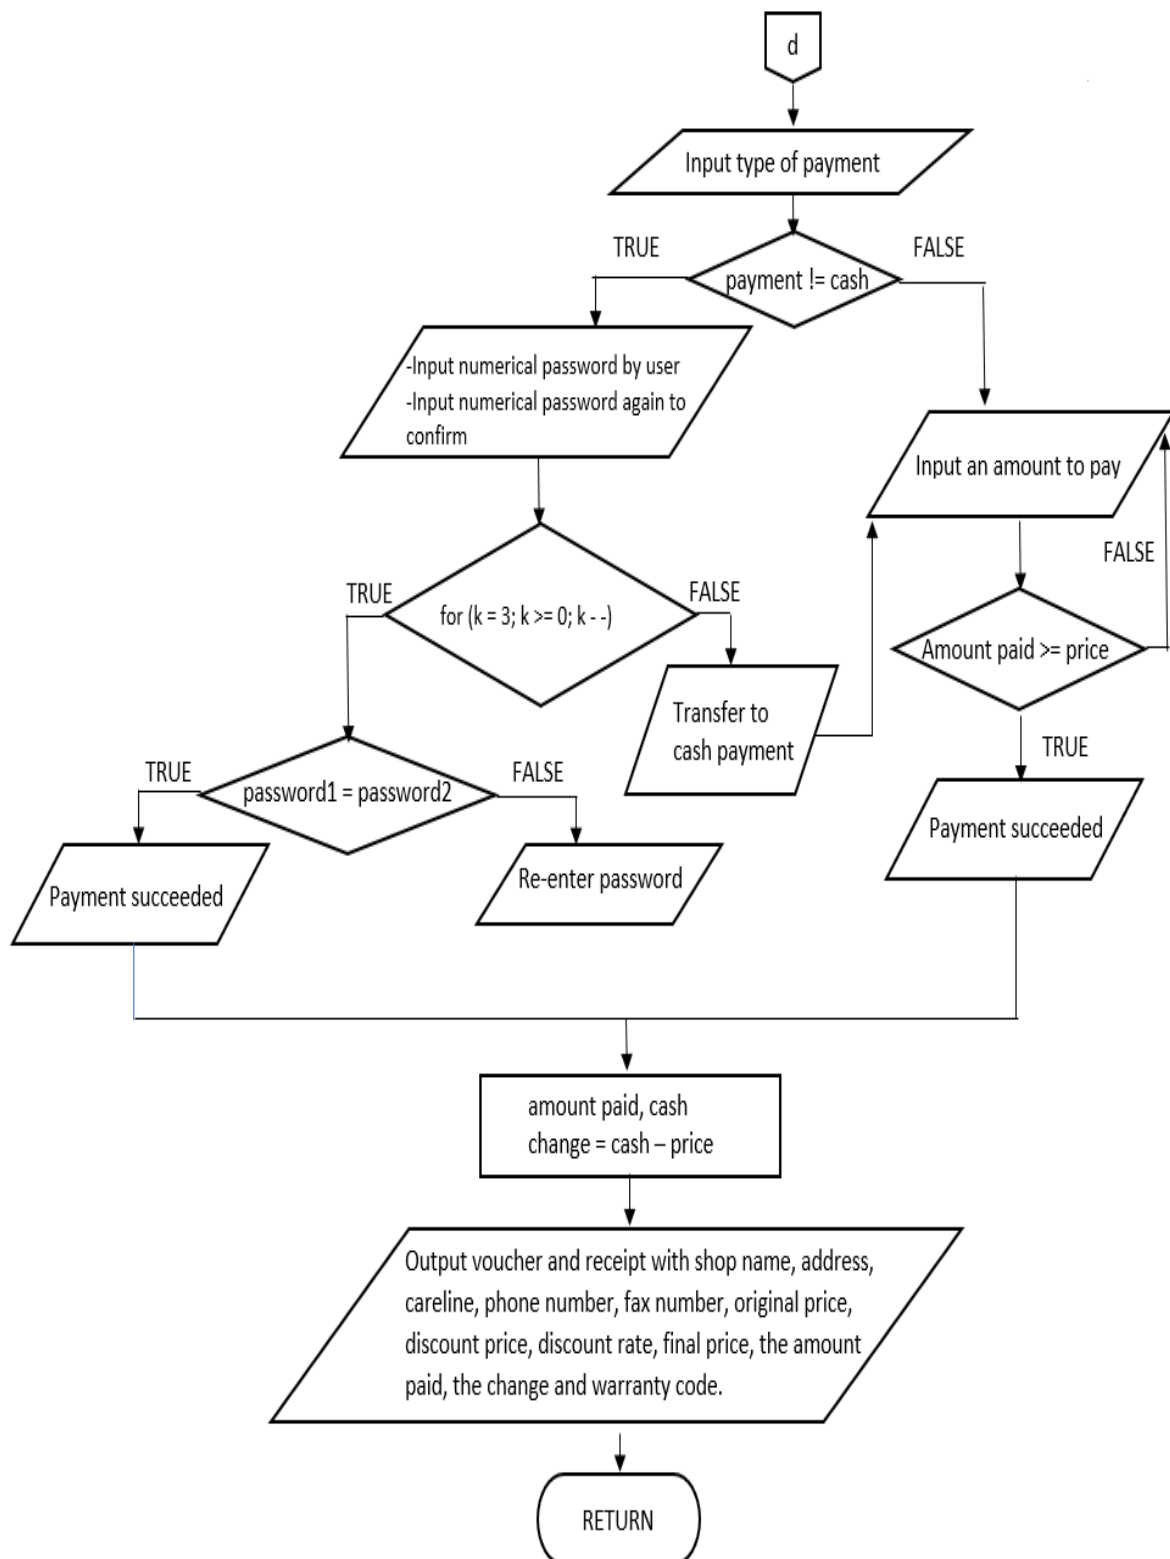 d
Input type of payment
TRUE
FALSE
payment != cash
-Input numerical password by user
-Input numerical password again to
confirm
Input an amount to pay
FALSE
TRUE
FALSE
for (k = 3; k >= 0; k - -)
Amount paid >= price
Transfer to
cash payment
TRUE
TRUE
FALSE
password1 = password2
Payment succeeded
Re-enter password
Payment succeeded
amount paid, cash
change = cash – price
Output voucher and receipt with shop name, address,
careline, phone number, fax number, original price,
discount price, discount rate, final price, the amount
paid, the change and warranty code.
RETURN